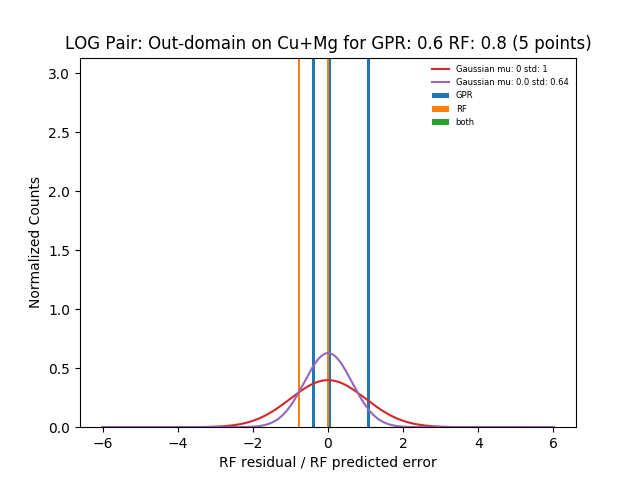 LOG Pair: Out-domain on Cu+Mg for GPR: 0.6 RF: 0.8 (5 points)
Gaussian mu: 0 std: 1
Gaussian mu: 0.0 std: 0.64
GPR
RF
both
Normalized Counts
3.0
2.5
2.0
1.5
1.0
0.5
0.0
−6 −4 −2 0 2 4 6
RF residual / RF predicted error